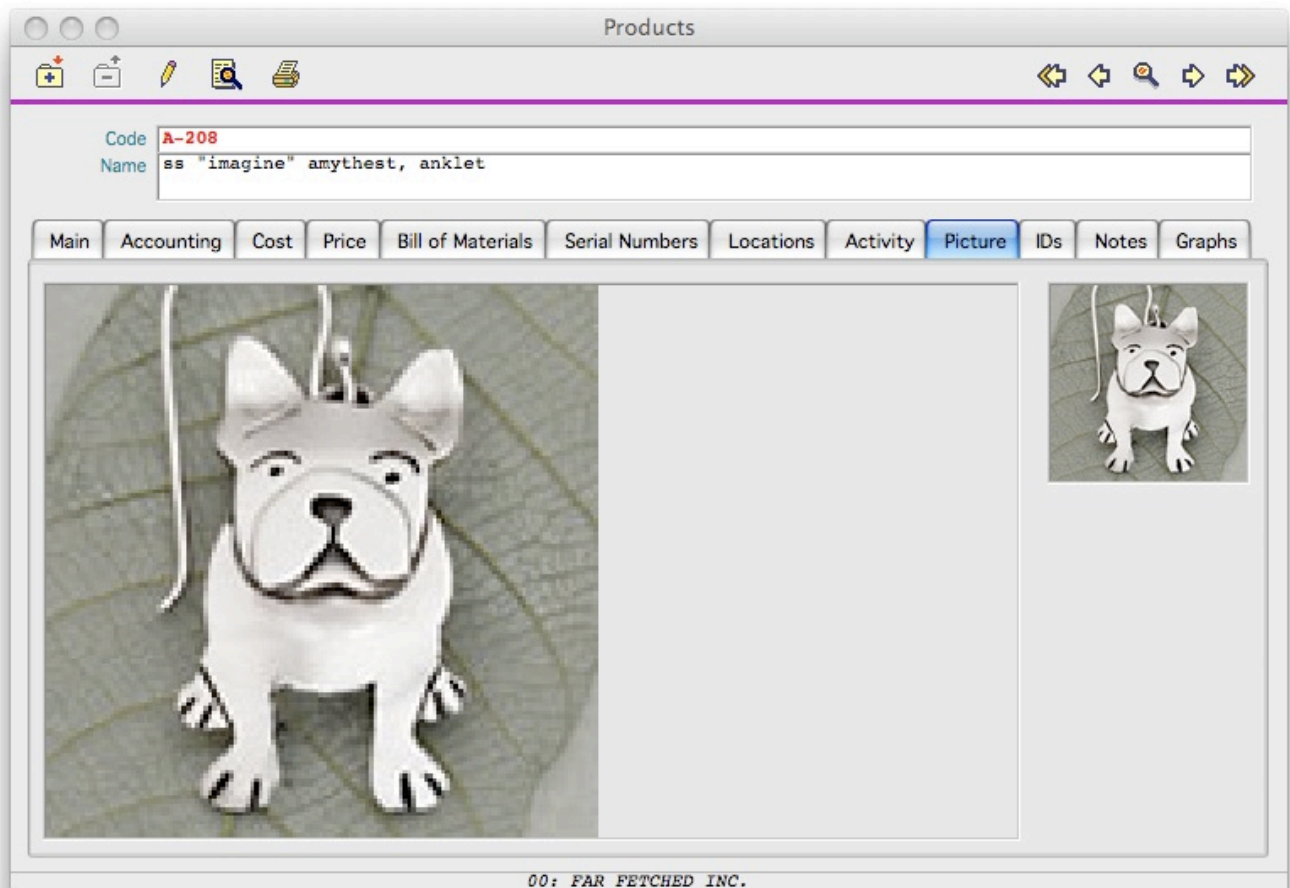 Products
Code A-208
Name ss "imagine" amythest, anklet
Main Accounting Cost Price Bill of Materials Serial Numbers Locations Activity Picture IDs Notes Graphs
00: FAR FETCHED INC.